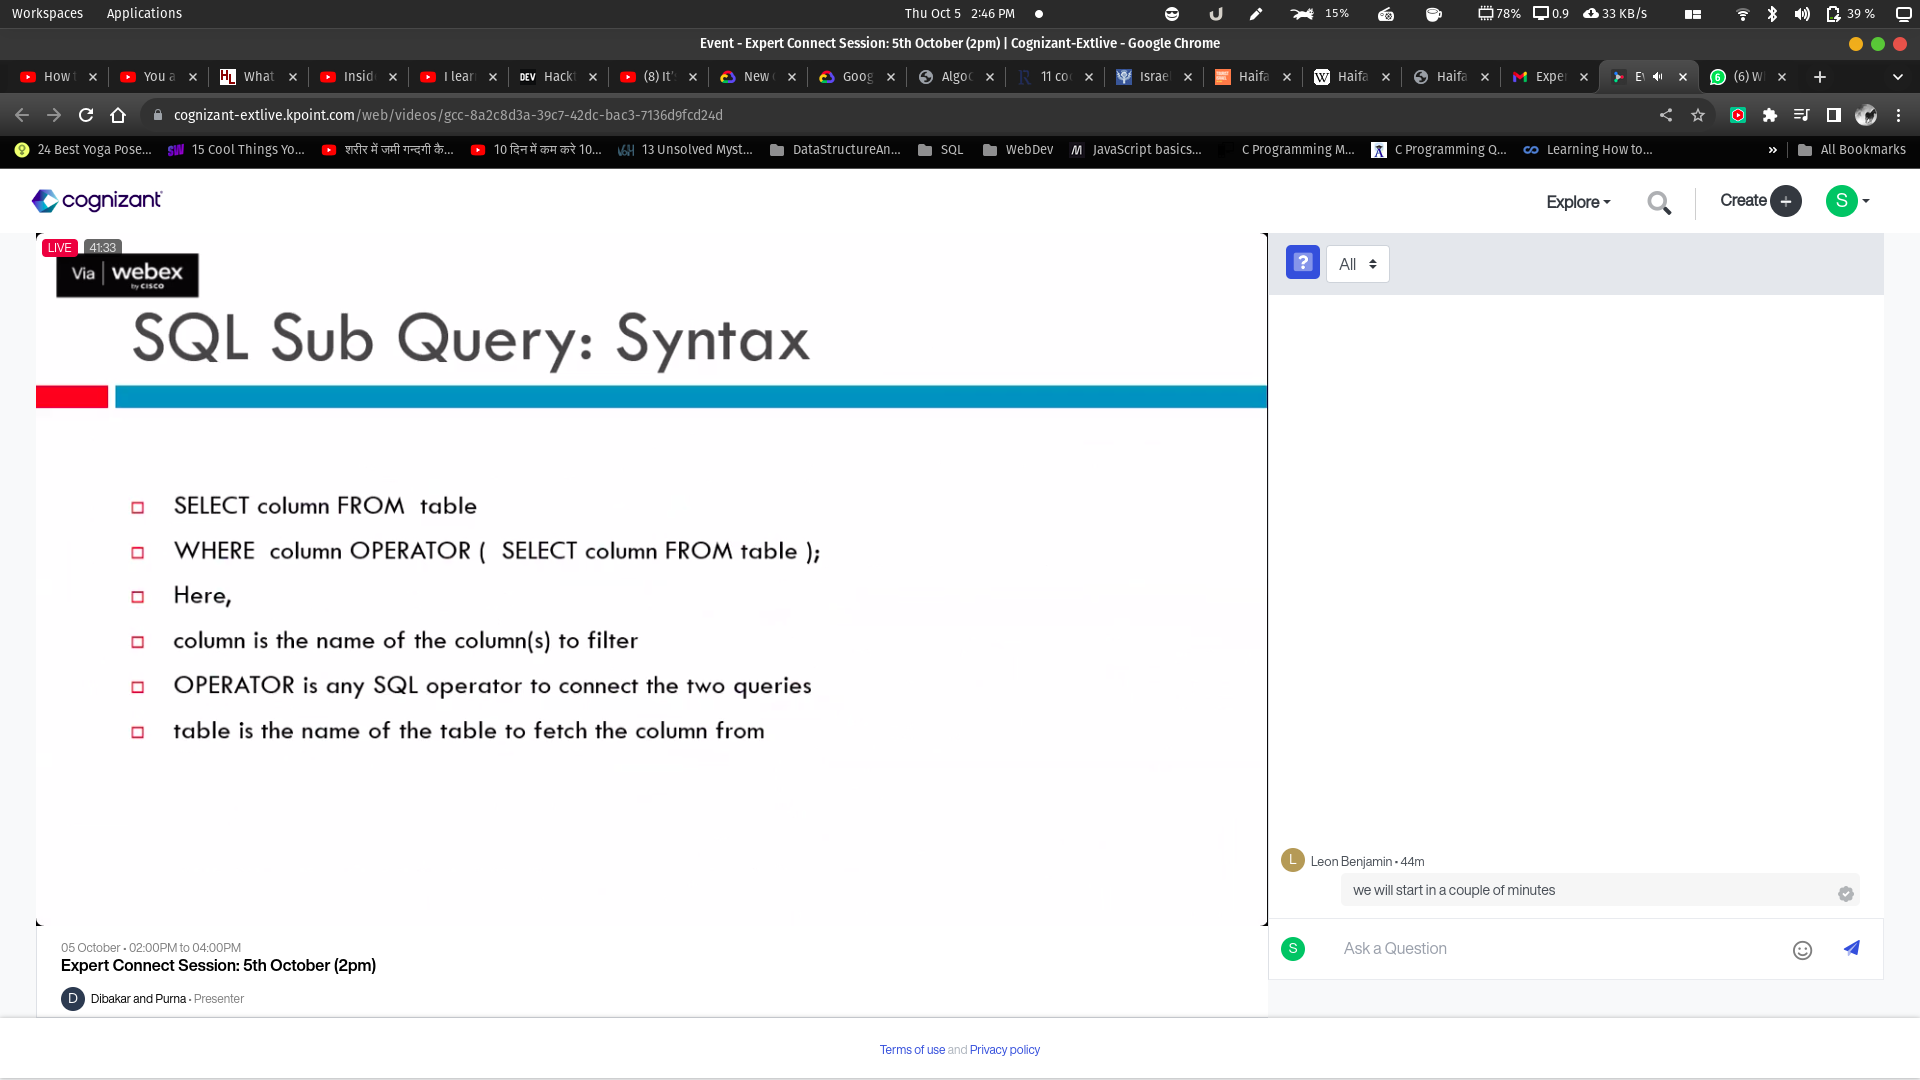 Workspaces Applications Thu Oct 5 2:46 PM 15% 78% 0.9 33 KB/s 39 %
Event - Expert Connect Session: 5th October (2pm) | Cognizant-Extlive - Google Chrome
How t You a What Insid I lear DEV Hackt (8) It's New Goog AlgoC 11 co Israe Haifa Haifa Haifa Exper Ev (6) W
cognizant-extlive.kpoint.com/web/videos/gcc-8a2c8d3a-39c7-42dc-bac3-7136d9fcd24d
24 Best Yoga Pose... 15 Cool Things Yo... शरीर में जमी गन्दगी कै... 10 दिन में कम करे 10... 13 Unsolved Myst... DataStructureAn... SQL WebDev JavaScript basics... C Programming M... C Programming Q... Learning How to... » All Bookmarks
cognizant Explore Create S
LIVE 41:33
Via webex
by CISCO
? All
SQL Sub Query: Syntax
SELECT column FROM table
WHERE column OPERATOR ( SELECT column FROM table );
Here,
column is the name of the column(s) to filter
OPERATOR is any SQL operator to connect the two queries
table is the name of the table to fetch the column from
L Leon Benjamin • 44m
we will start in a couple of minutes
S Ask a Question
05 October • 02:00PM to 04:00PM
Expert Connect Session: 5th October (2pm)
D Dibakar and Purna • Presenter
Terms of use and Privacy policy